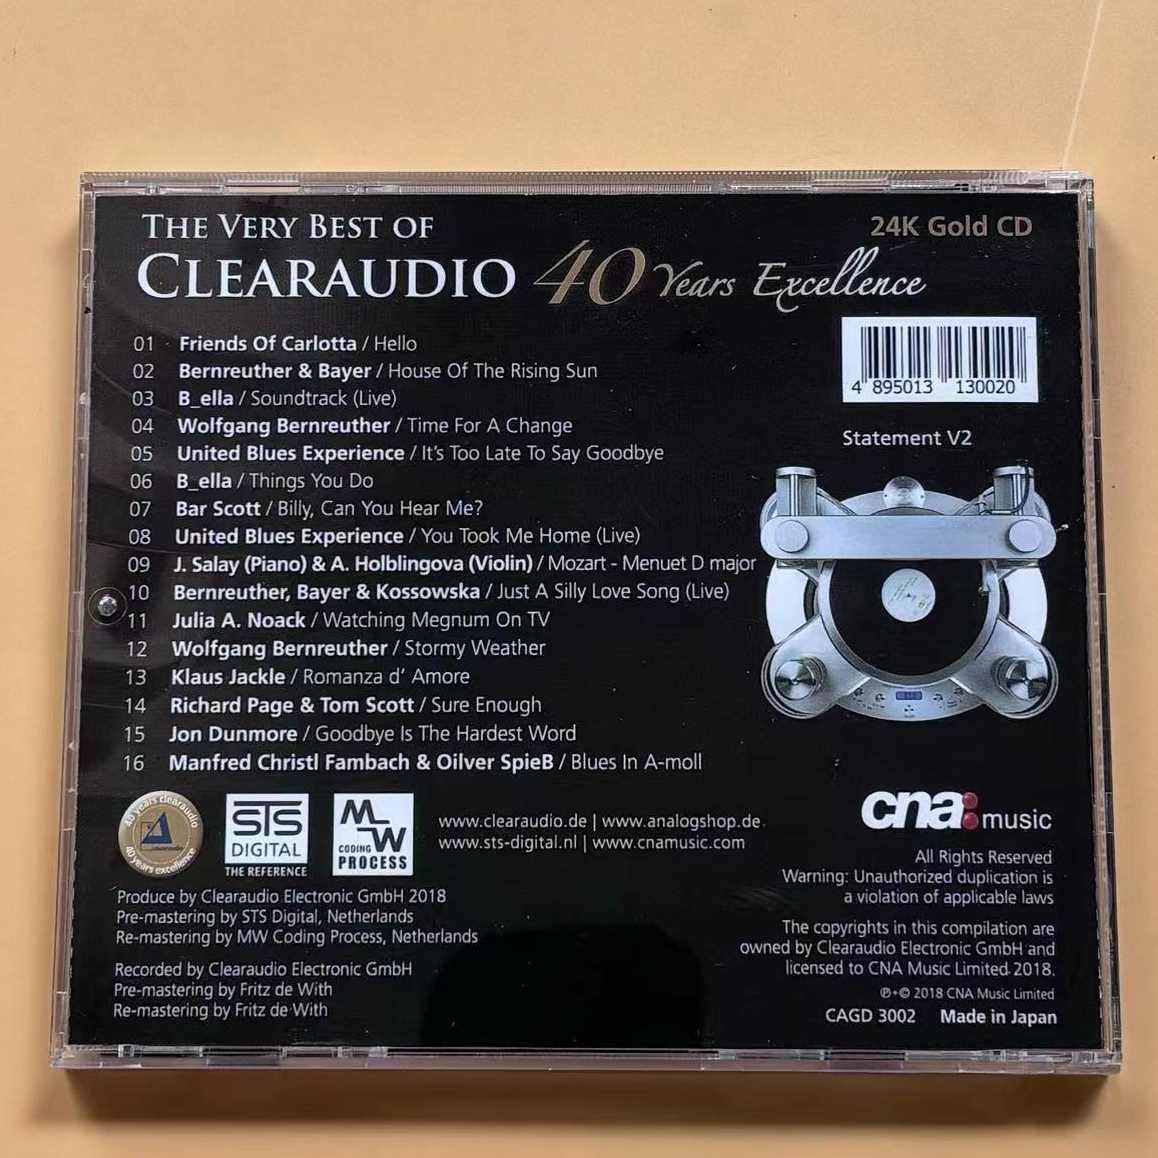 THE VERY BEST OF
CLEARAUDIO 40 Years Excellence
24K Gold CD
01 Friends Of Carlotta / Hello
02 Bernreuther & Bayer / House Of The Rising Sun
03 B_ella / Soundtrack (Live)
04 Wolfgang Bernreuther / Time For A Change
05 United Blues Experience / It's Too Late To Say Goodbye
06 B_ella / Things You Do
07 Bar Scott / Billy, Can You Hear Me?
08 United Blues Experience / You Took Me Home (Live)
09 J. Salay (Piano) & A. Holblingova (Violin) / Mozart - Menuet D major
10 Bernreuther, Bayer & Kossowska / Just A Silly Love Song (Live)
11 Julia A. Noack / Watching Megnum On TV
12 Wolfgang Bernreuther / Stormy Weather
13 Klaus Jackle / Romanza d' Amore
14 Richard Page & Tom Scott / Sure Enough
15 Jon Dunmore / Goodbye Is The Hardest Word
16 Manfred Christl Fambach & Oilver SpieB / Blues In A-moll
4 895013 130020
Statement V2
40 years clearaudio
40 years excellence
STS
DIGITAL
THE REFERENCE
MW
CODING
PROCESS
www.clearaudio.de | www.analogshop.de
www.sts-digital.nl | www.cnamusic.com
Produce by Clearaudio Electronic GmbH 2018
Pre-mastering by STS Digital, Netherlands
Re-mastering by MW Coding Process, Netherlands
Recorded by Clearaudio Electronic GmbH
Pre-mastering by Fritz de With
Re-mastering by Fritz de With
cna music
All Rights Reserved
Warning: Unauthorized duplication is
a violation of applicable laws
The copyrights in this compilation are
owned by Clearaudio Electronic GmbH and
licensed to CNA Music Limited 2018.
℗+© 2018 CNA Music Limited
CAGD 3002 Made in Japan